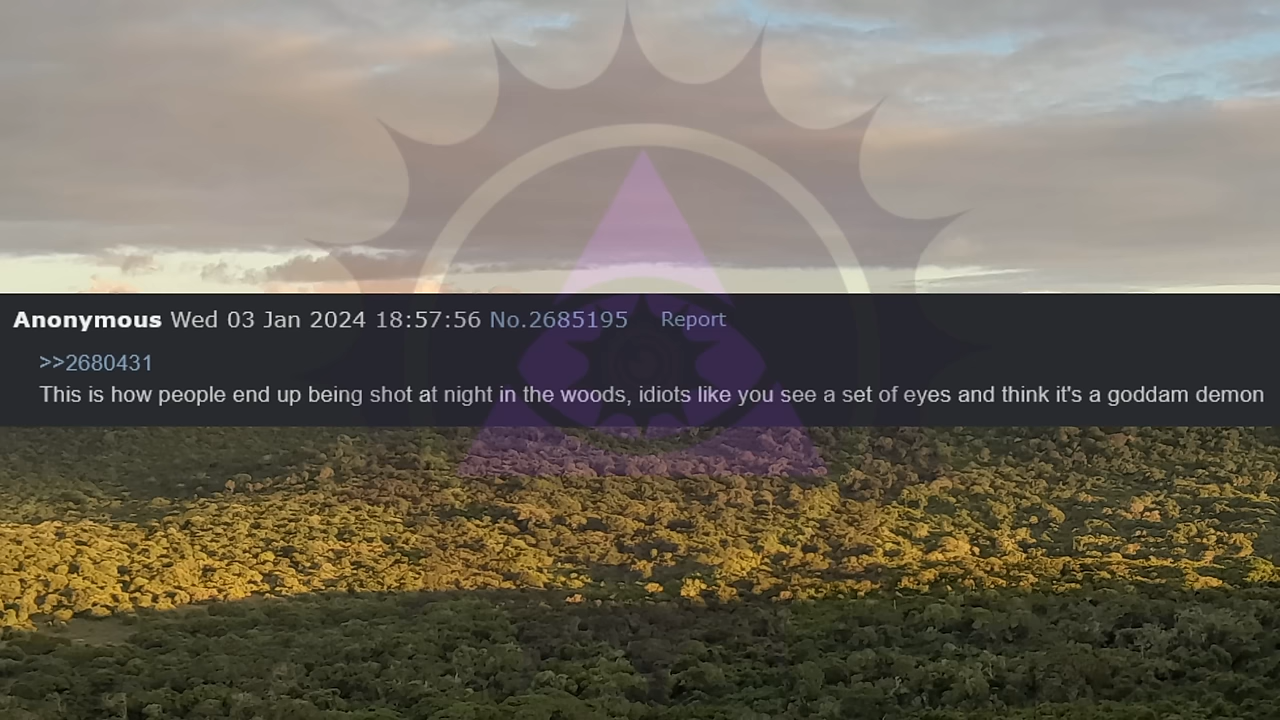 Anonymous Wed 03 Jan 2024 18:57:56 No.2685195 Report
>>2680431
This is how people end up being shot at night in the woods, idiots like you see a set of eyes and think it's a goddam demon